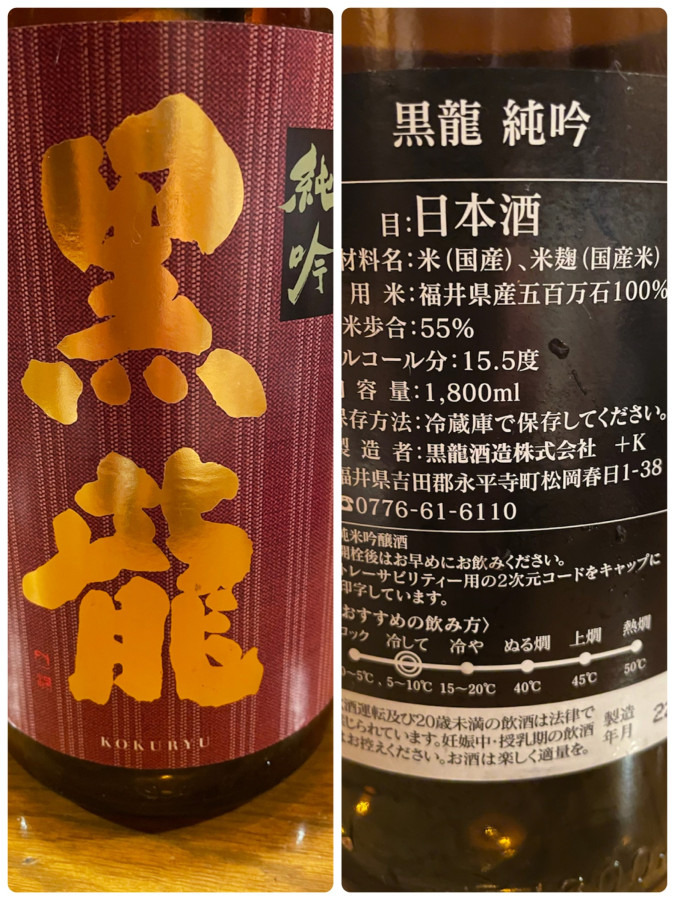 黒龍
純吟
KOKURYU
黒龍 純吟
目:日本酒
材料名:米(国産)、米麹(国産米)
用 米:福井県産五百万石100%
米歩合:55%
ルコール分:15.5度
容 量:1,800ml
保存方法:冷蔵庫で保存してください。
製 造 者:黒龍酒造株式会社 +K
福井県吉田郡永平寺町松岡春日1-38
☎0776-61-6110
純米吟醸酒
開栓後はお早めにお飲みください。
トレーサビリティー用の2次元コードをキャップに
印字しています。
おすすめの飲み方〉
ロック 冷して 冷や ぬる燗 上燗 熱燗
0~5℃ 5~10℃ 15~20℃ 40℃ 45℃ 50℃
酒運転及び20歳未満の飲酒は法律で
じられています。妊娠中・授乳期の飲酒
はお控えください。お酒は楽しく適量を。
製造
年月
22